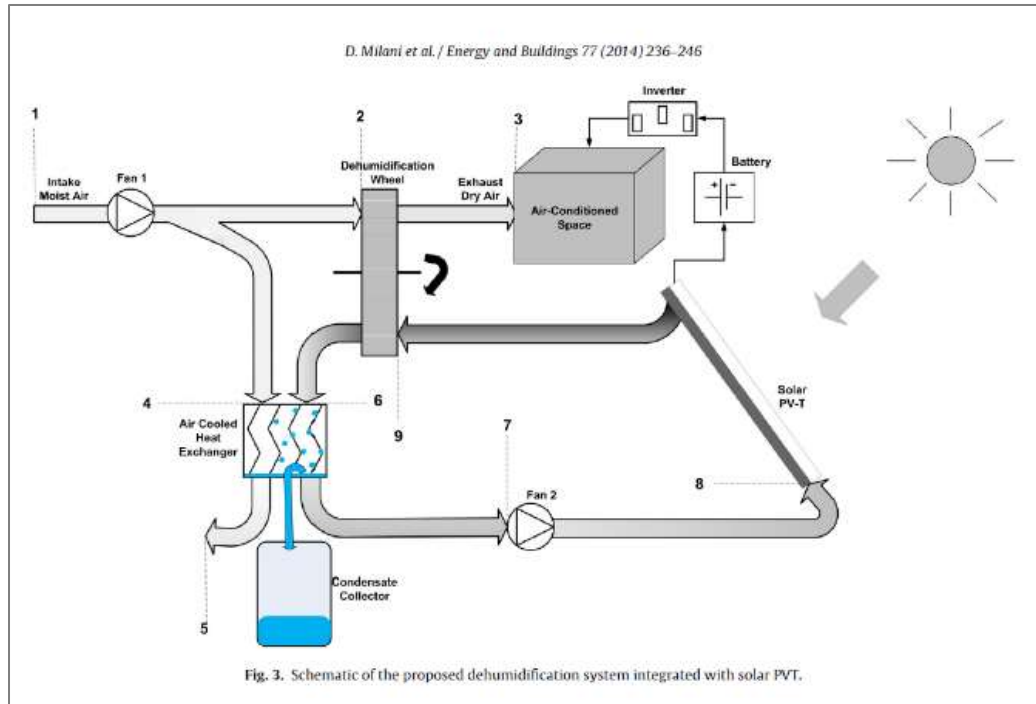 D. Milani et al. / Energy and Buildings 77 (2014) 236–246
Inverter
1
2
3
Dehumidification
Wheel
Battery
Fan 1
Intake
Moist Air
Exhaust
Dry Air
+ −
Air-Conditioned
Space
Solar
PV-T
4
6
Air Cooled
Heat
Exchanger
9
7
8
Fan 2
Condensate
Collector
5
Fig. 3. Schematic of the proposed dehumidification system integrated with solar PVT.